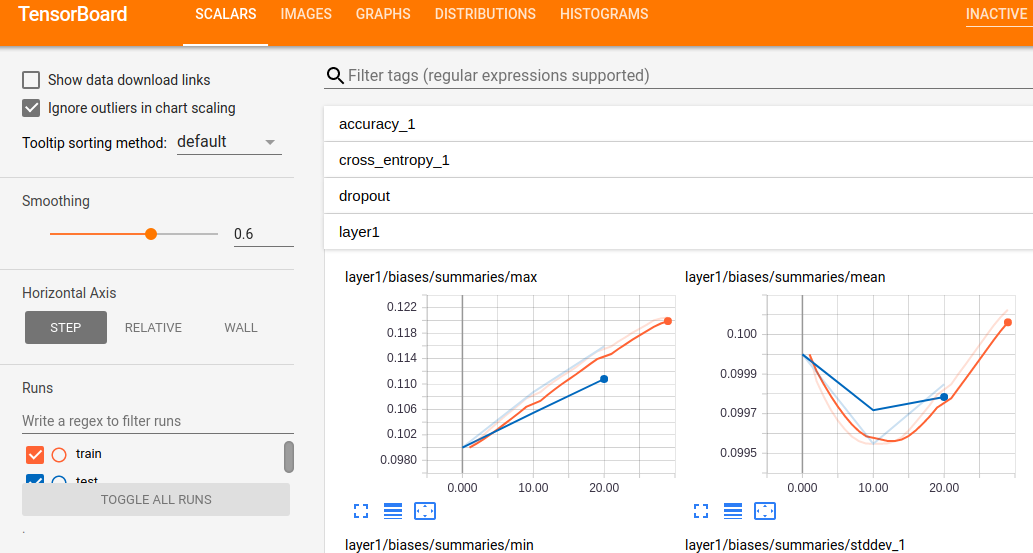 TensorBoard SCALARS IMAGES GRAPHS DISTRIBUTIONS HISTOGRAMS INACTIVE
Show data download links
Ignore outliers in chart scaling
Tooltip sorting method: default
Smoothing
0.6
Horizontal Axis
STEP RELATIVE WALL
Runs
Write a regex to filter runs
train
test
TOGGLE ALL RUNS
.
Filter tags (regular expressions supported)
accuracy_1
cross_entropy_1
dropout
layer1
layer1/biases/summaries/max
0.122
0.118
0.114
0.110
0.106
0.102
0.0980
0.000 10.00 20.00
layer1/biases/summaries/mean
0.100
0.0999
0.0997
0.0995
0.000 10.00 20.00
layer1/biases/summaries/min
layer1/biases/summaries/stddev_1